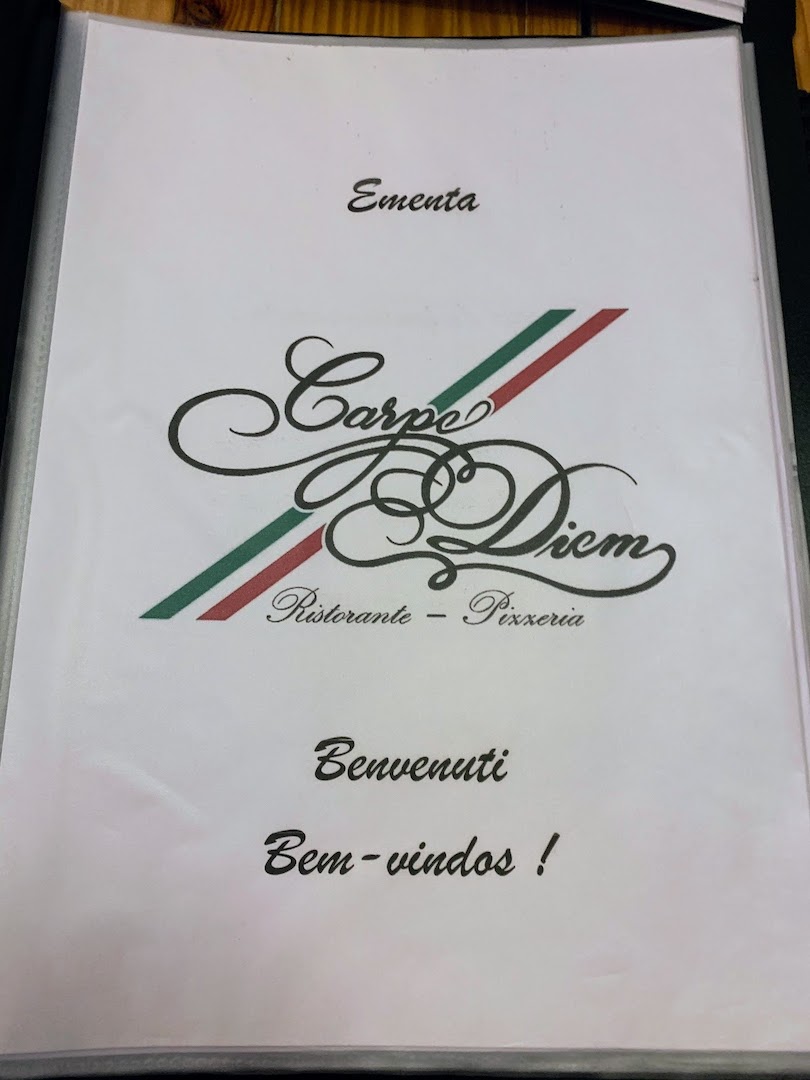 Ementa
Carpe
Diem
Ristorante - Pizzeria
Benvenuti
Bem-vindos !